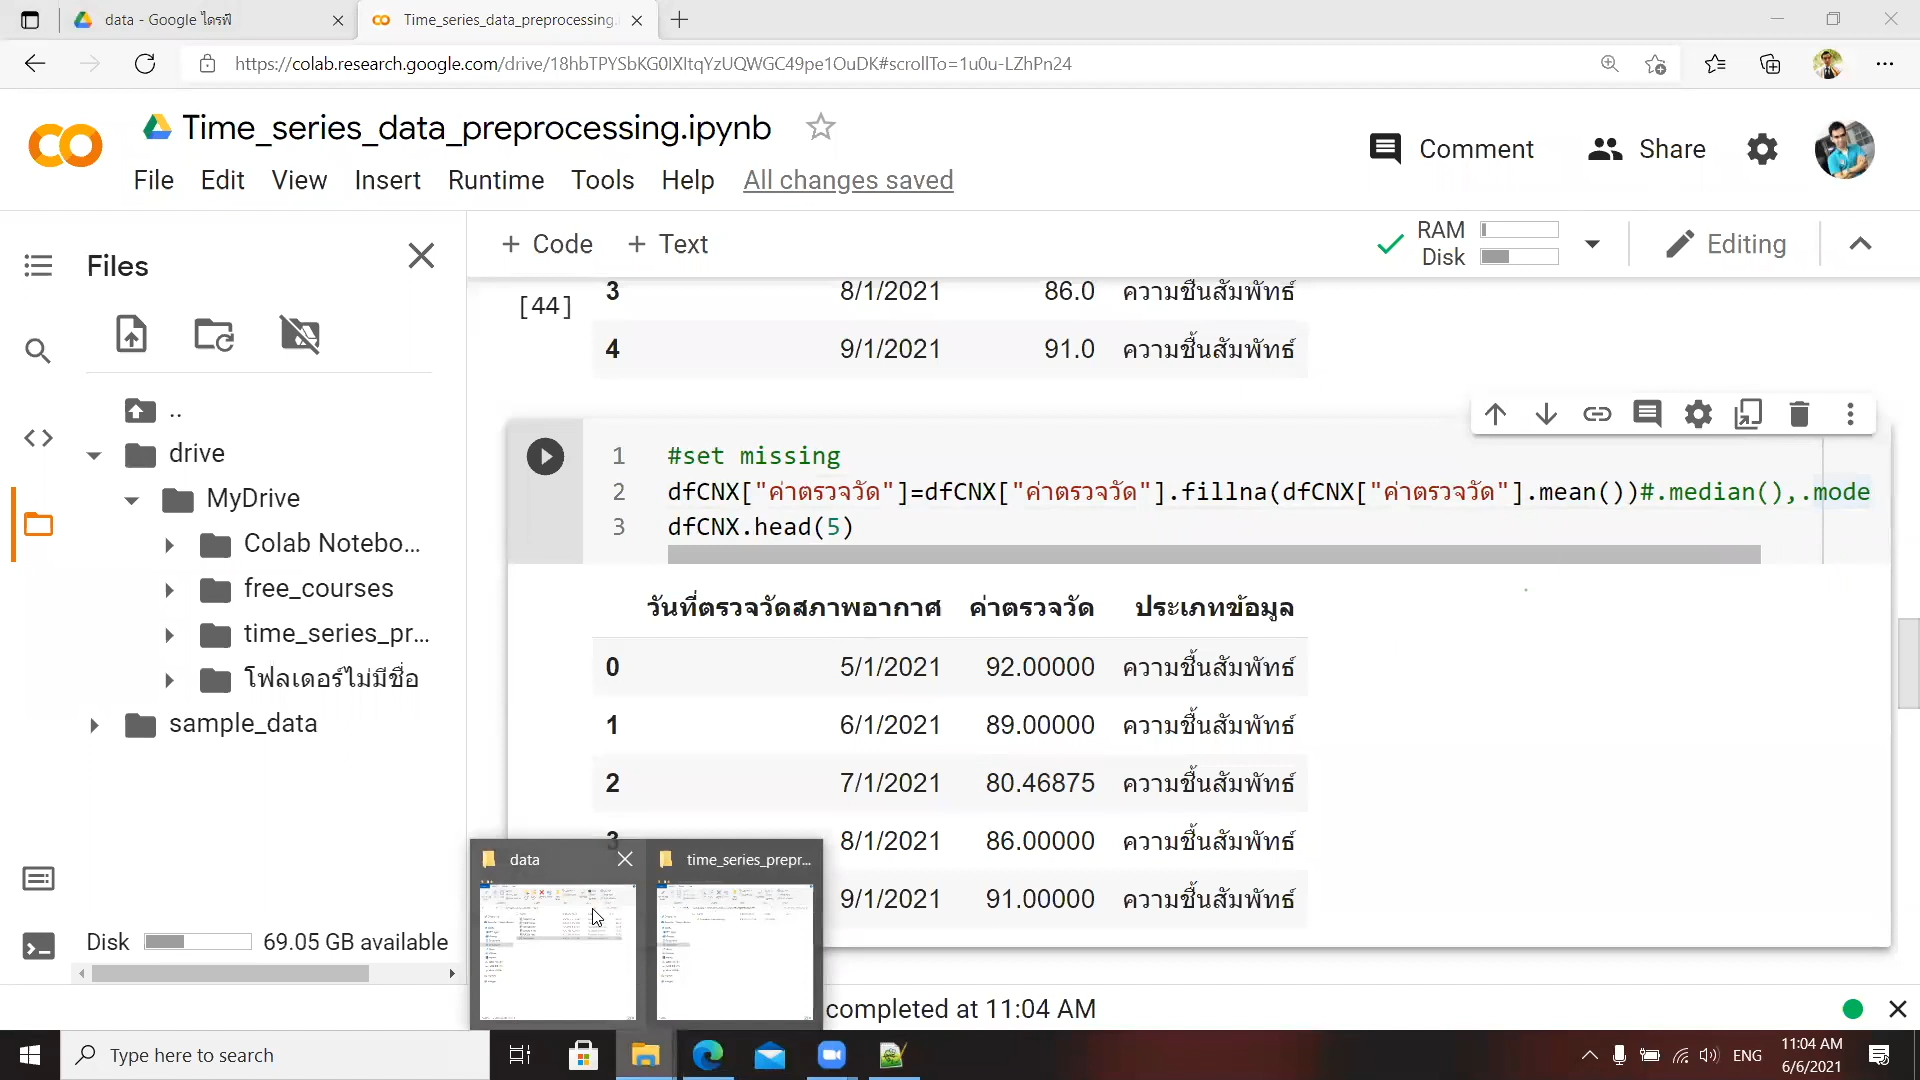 data - Google ไดรฟ์
Time_series_data_preprocessing.
https://colab.research.google.com/drive/18hbTPYSbKG0IXItqYzUQWGC49pe1OuDK#scrollTo=1u0u-LZhPn24
Time_series_data_preprocessing.ipynb
Comment
Share
File Edit View Insert Runtime Tools Help All changes saved
+ Code + Text
RAM
Disk
Editing
Files
..
drive
MyDrive
Colab Notebo...
free_courses
time_series_pr...
โฟลเดอร์ไม่มีชื่อ
sample_data
Disk 69.05 GB available
[44]
3 8/1/2021 86.0 ความชื้นสัมพัทธ์
4 9/1/2021 91.0 ความชื้นสัมพัทธ์
1 #set missing
2 dfCNX["ค่าตรวจวัด"]=dfCNX["ค่าตรวจวัด"].fillna(dfCNX["ค่าตรวจวัด"].mean())#.median(),.mode
3 dfCNX.head(5)
วันที่ตรวจวัดสภาพอากาศ ค่าตรวจวัด ประเภทข้อมูล
0 5/1/2021 92.00000 ความชื้นสัมพัทธ์
1 6/1/2021 89.00000 ความชื้นสัมพัทธ์
2 7/1/2021 80.46875 ความชื้นสัมพัทธ์
3 8/1/2021 86.00000 ความชื้นสัมพัทธ์
9/1/2021 91.00000 ความชื้นสัมพัทธ์
data
time_series_prepr...
completed at 11:04 AM
Type here to search
ENG
11:04 AM
6/6/2021